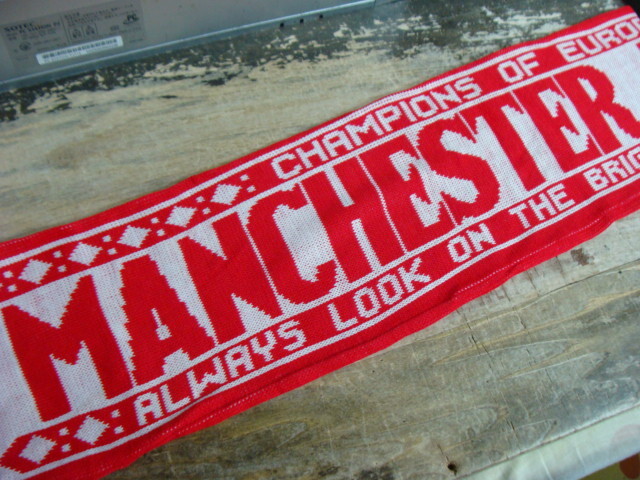 CHAMPIONS OF EURO
MANCHESTER
ALWAYS LOOK ON THE BRIG